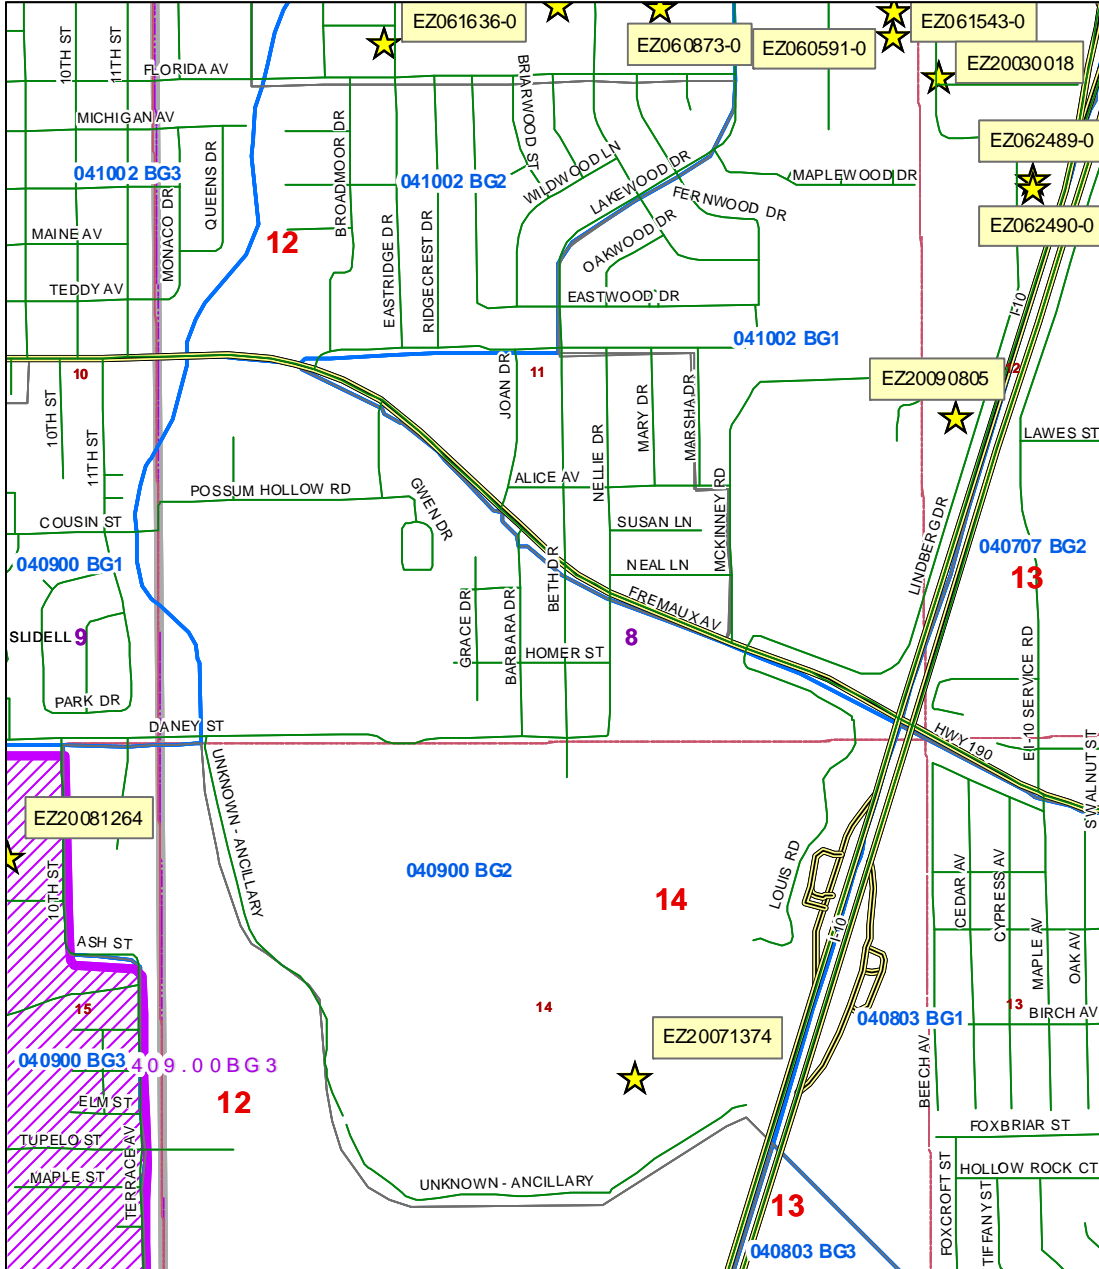 EZ061636-0
EZ060873-0
EZ060591-0
EZ061543-0
EZ20030018
10TH ST
11TH ST
FLORIDA AV
BRIARWOOD ST
MICHIGAN AV
QUEENS DR
BROADMOOR DR
WILDWOOD LN
LAKEWOOD DR
FERNWOOD DR
MAPLEWOOD DR
EZ062489-0
EZ062490-0
041002 BG3
041002 BG2
MAINE AV
MONACO DR
12
EASTRIDGE DR
RIDGECREST DR
OAKWOOD DR
TEDDY AV
EASTWOOD DR
I-10
041002 BG1
10
11
12
EZ20090805
10TH ST
11TH ST
JOAN DR
NELLIE DR
MARY DR
MARSHA DR
MCKINNEY RD
LAWES ST
POSSUM HOLLOW RD
GWEN DR
ALICE AV
COUSIN ST
SUSAN LN
LINDBERG DR
040900 BG1
BETH DR
NEAL LN
040707 BG2
13
GRACE DR
BARBARA DR
FREMAUX AV
SLIDELL
9
8
HOMER ST
EI-10 SERVICE RD
PARK DR
DANEY ST
HWY 190
S WALNUT ST
UNKNOWN - ANCILLARY
EZ20081264
10TH ST
040900 BG2
14
LOUIS RD
CEDAR AV
CYPRESS AV
MAPLE AV
OAK AV
I-10
ASH ST
15
14
13
040803 BG1
BIRCH AV
EZ20071374
BEECH AV
040900 BG3
409.00 BG 3
12
ELM ST
TUPELO ST
TERRACE AV
MAPLE ST
UNKNOWN - ANCILLARY
FOXBRIAR ST
HOLLOW ROCK CT
FOXCROFT ST
TIFFANY ST
13
040803 BG3